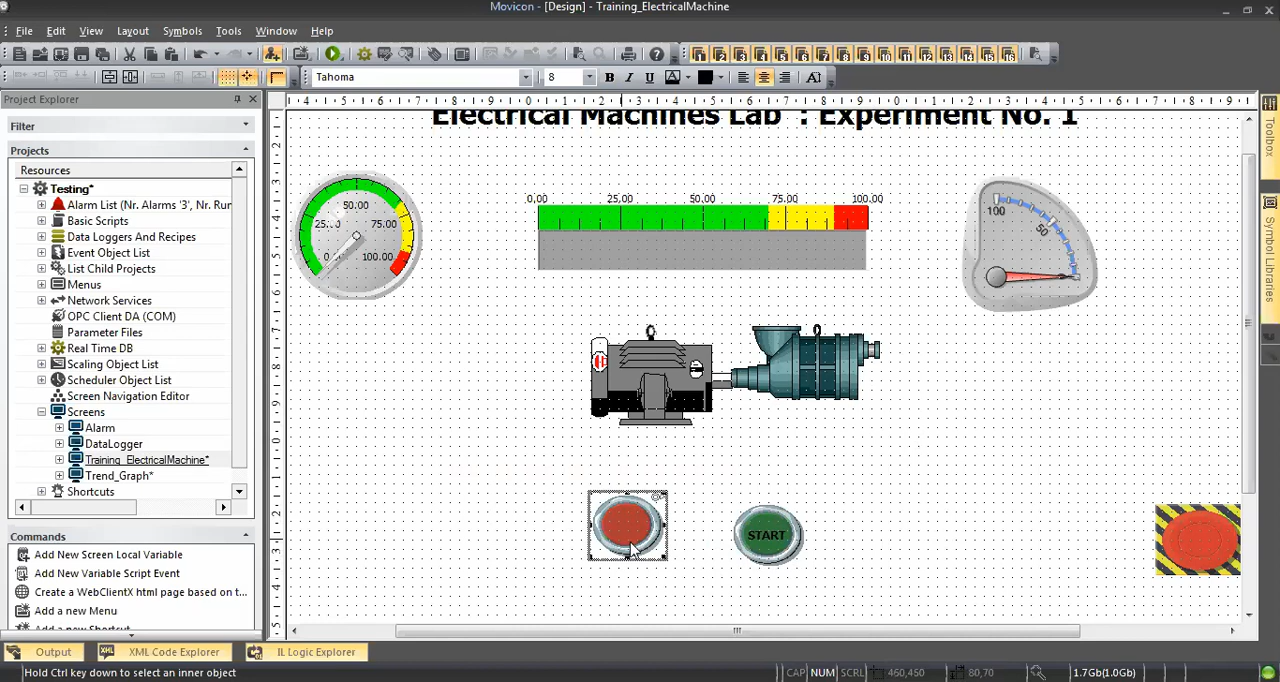 Movicon - [Design] - Training_ElectricalMachine
File Edit View Layout Symbols Tools Window Help
Tahoma 8 B I U A
Project Explorer
Filter
Projects
Resources
Testing*
Alarm List (Nr. Alarms '3', Nr. Run
Basic Scripts
Data Loggers And Recipes
Event Object List
List Child Projects
Menus
Network Services
OPC Client DA (COM)
Parameter Files
Real Time DB
Scaling Object List
Scheduler Object List
Screen Navigation Editor
Screens
Alarm
DataLogger
Training_ElectricalMachine*
Trend_Graph*
Shortcuts
Commands
Add New Screen Local Variable
Add New Variable Script Event
Create a WebClientX html page based on t...
Add a new Menu
Add a new Shortcut
Electrical Machines Lab : Experiment No. 1
50.00
75.00
100.00
0.00 25.00 50.00 75.00 100.00
100
50
START
Toolbox
Symbol Libraries
Output XML Code Explorer IL Logic Explorer
Hold Ctrl key down to select an inner object CAP NUM SCRL 460,450 80,70 1.7Gb(1.0Gb)